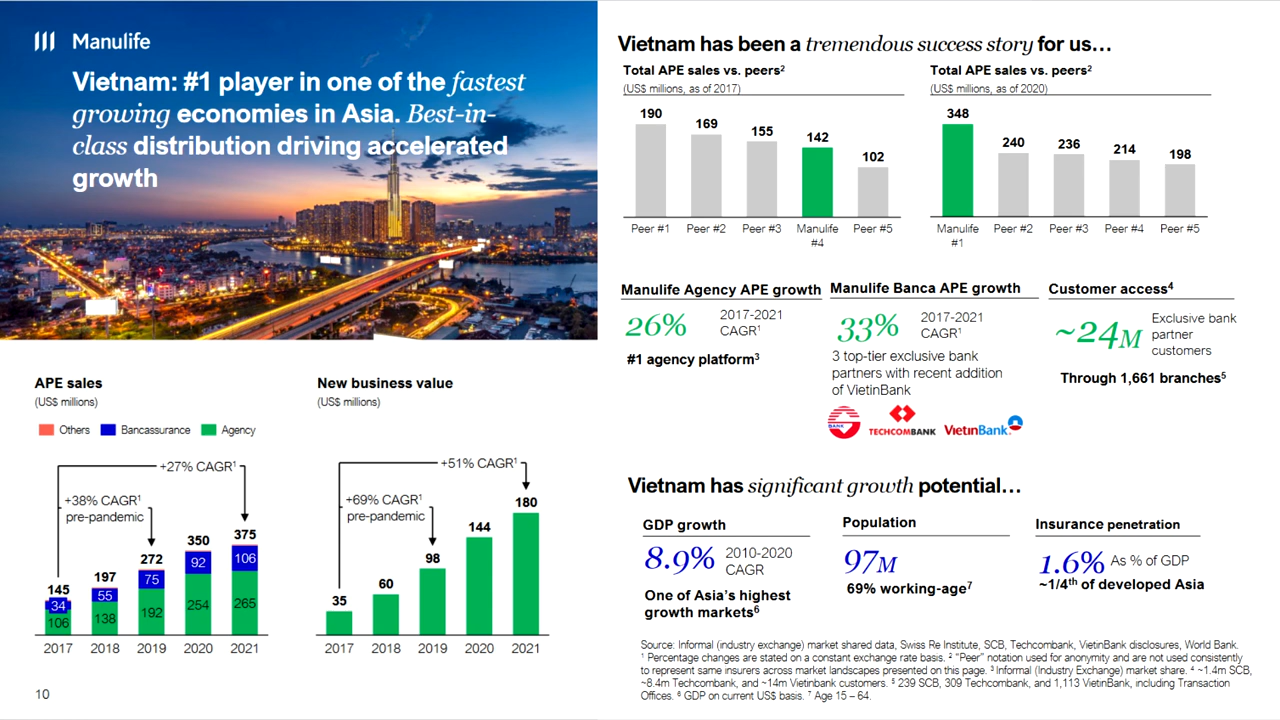 Manulife
Vietnam: #1 player in one of the fastest
growing economies in Asia. Best-in-
class distribution driving accelerated
growth
APE sales
(US$ millions)
Others Bancassurance Agency
+27% CAGR¹
+38% CAGR¹
pre-pandemic
145
197
272
350
375
34
55
75
92
106
106
138
192
254
265
2017 2018 2019 2020 2021
New business value
(US$ millions)
+51% CAGR¹
+69% CAGR¹
pre-pandemic
35
60
98
144
180
2017 2018 2019 2020 2021
10
Vietnam has been a tremendous success story for us…
Total APE sales vs. peers²
(US$ millions, as of 2017)
190 169 155 142 102
Peer #1 Peer #2 Peer #3 Manulife Peer #5
#4
Total APE sales vs. peers²
(US$ millions, as of 2020)
348 240 236 214 198
Manulife Peer #2 Peer #3 Peer #4 Peer #5
#1
Manulife Agency APE growth
26% 2017-2021
CAGR¹
#1 agency platform³
Manulife Banca APE growth
33% 2017-2021
CAGR¹
3 top-tier exclusive bank
partners with recent addition
of VietinBank
BANK
TECHCOMBANK
VietinBank
Customer access⁴
~24M
Exclusive bank
partner
customers
Through 1,661 branches⁵
Vietnam has significant growth potential…
GDP growth
8.9% 2010-2020
CAGR
One of Asia's highest
growth markets⁶
Population
97M
69% working-age⁷
Insurance penetration
1.6% As % of GDP
~1/4th of developed Asia
Source: Informal (industry exchange) market shared data, Swiss Re Institute, SCB, Techcombank, VietinBank disclosures, World Bank.
¹ Percentage changes are stated on a constant exchange rate basis. ² "Peer" notation used for anonymity and are not used consistently
to represent same insurers across market landscapes presented on this page. ³ Informal (Industry Exchange) market share. ⁴ ~1.4m SCB,
~8.4m Techcombank, and ~14m Vietinbank customers. ⁵ 239 SCB, 309 Techcombank, and 1,113 VietinBank, including Transaction
Offices. ⁶ GDP on current US$ basis. ⁷ Age 15 – 64.